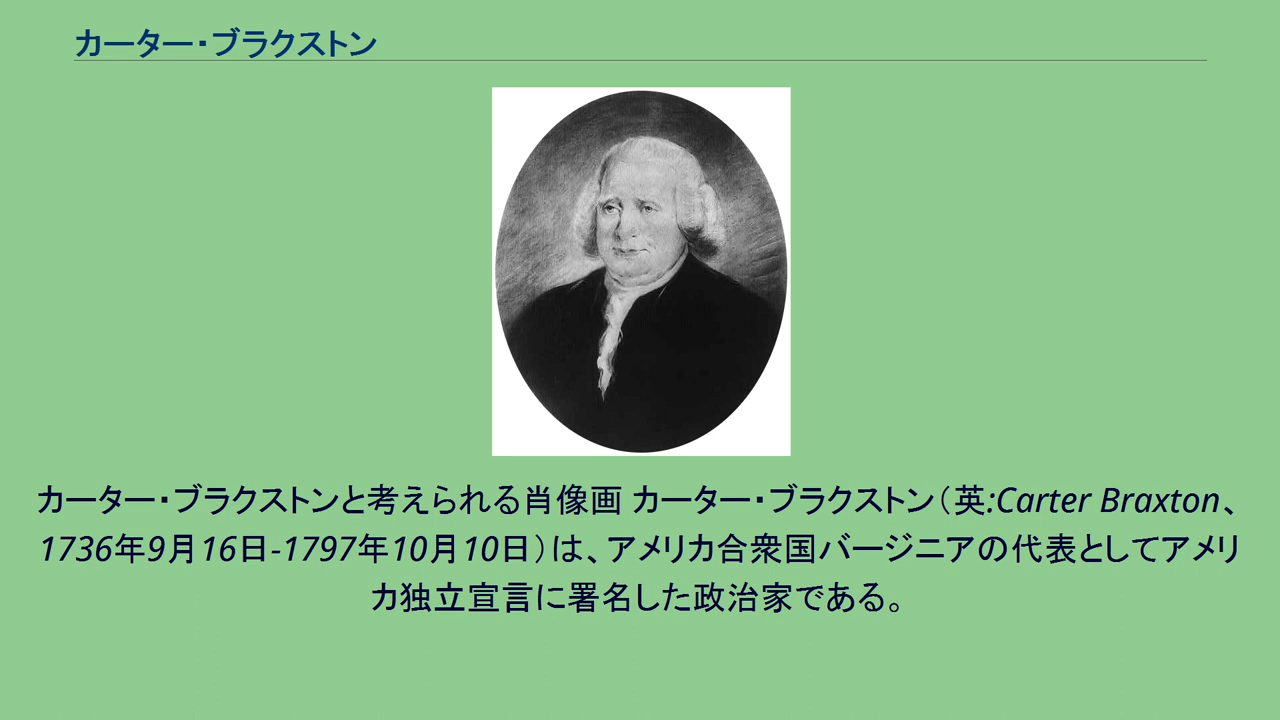 カーター・ブラクストン
カーター・ブラクストンと考えられる肖像画 カーター・ブラクストン（英:Carter Braxton、
1736年9月16日-1797年10月10日）は、アメリカ合衆国バージニアの代表としてアメリ
カ独立宣言に署名した政治家である。